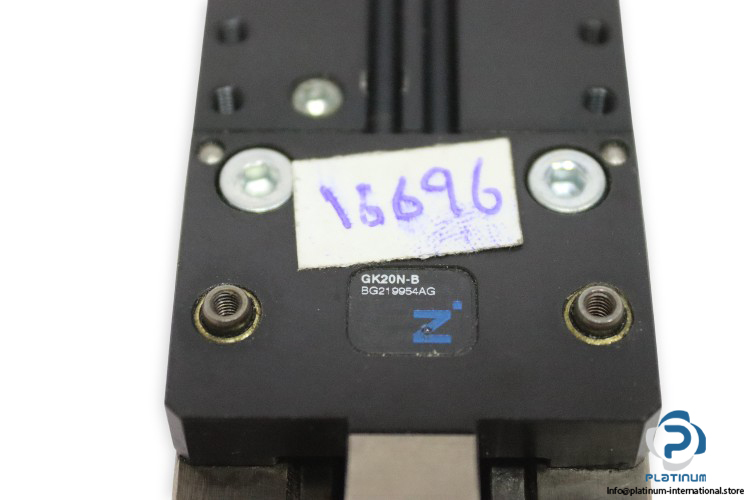 15696
GK20N-B
BG219954AG
N.
PLATINUM
info@platinum-international.store